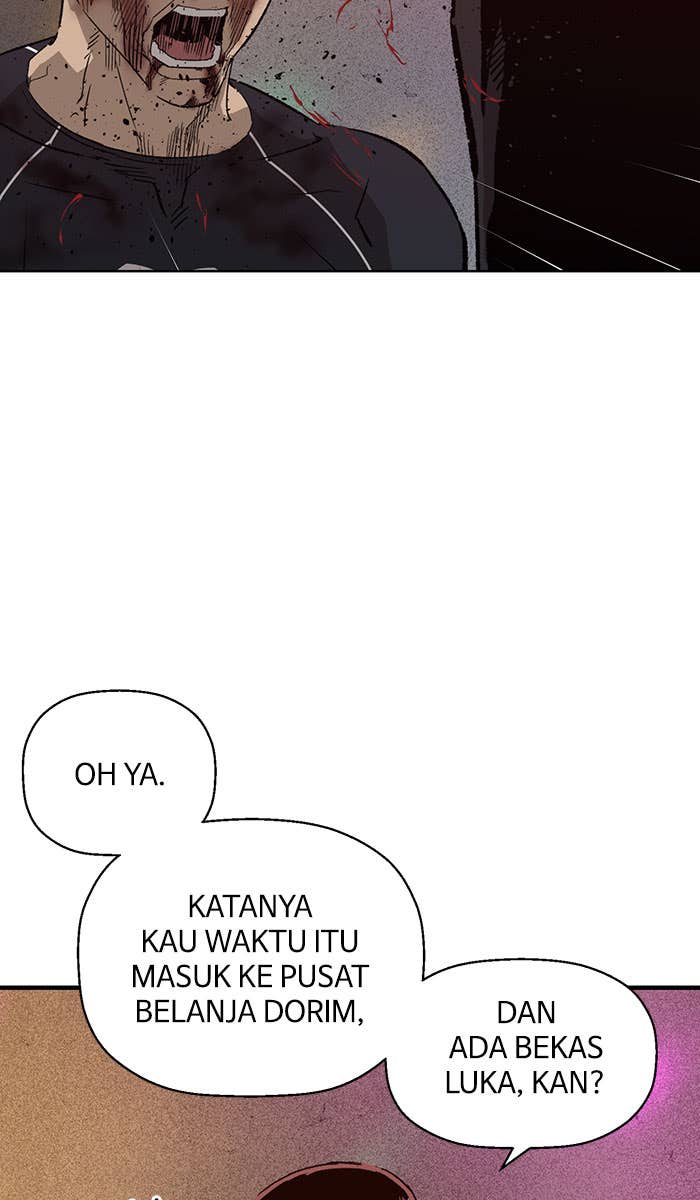 OH YA.
KATANYA
KAU WAKTU ITU
MASUK KE PUSAT
BELANJA DORIM,
DAN
ADA BEKAS
LUKA, KAN?